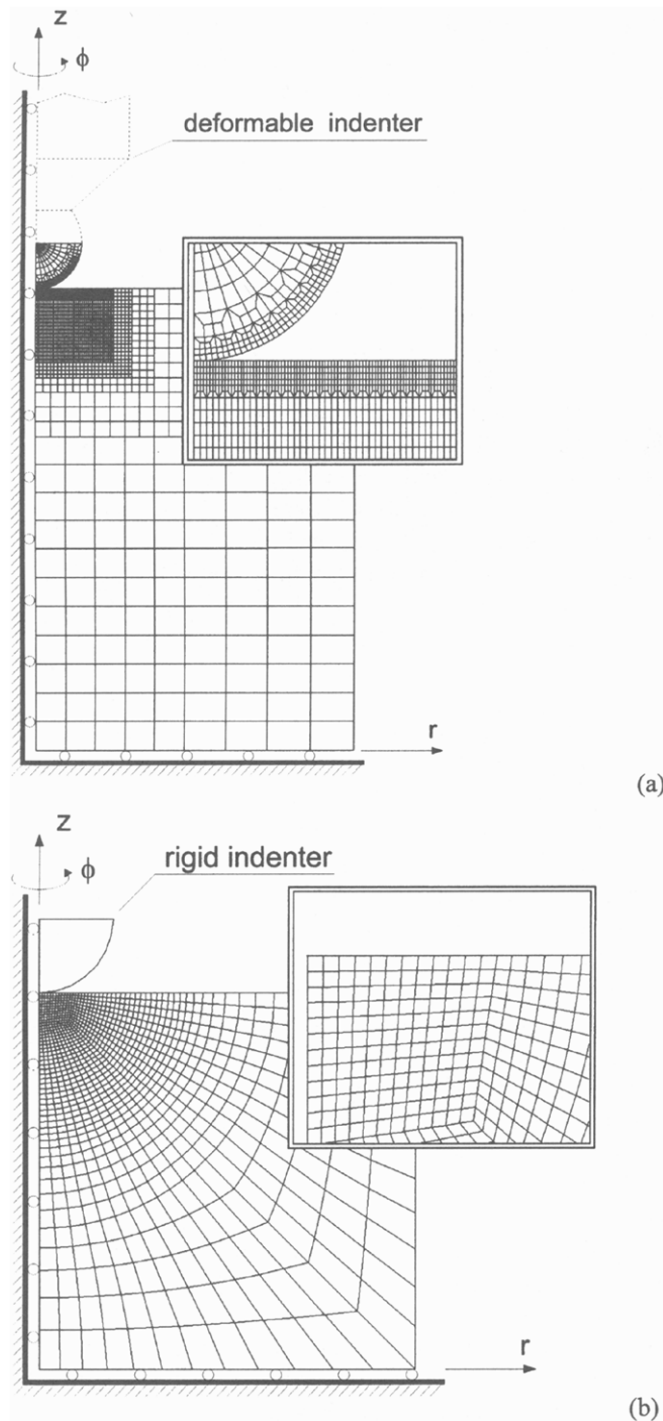 z
ϕ
deformable indenter
r
(a)
z
ϕ
rigid indenter
r
(b)